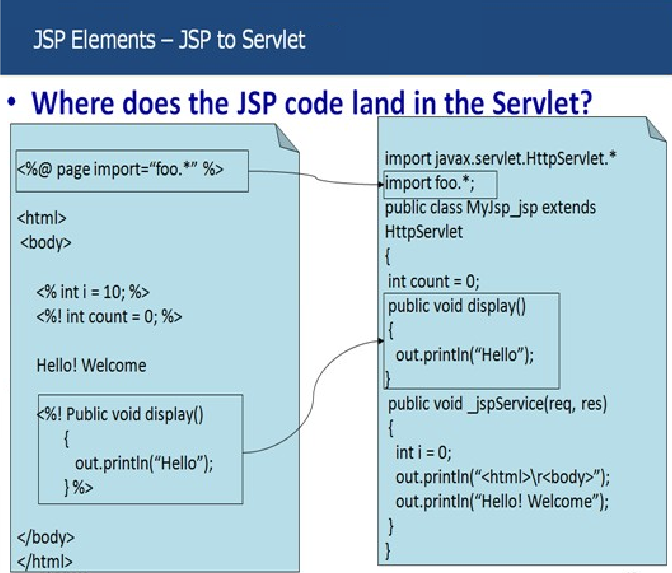 JSP Elements – JSP to Servlet
• Where does the JSP code land in the Servlet?
<%@ page import=“foo.*” %>
<html>
<body>
<% int i = 10; %>
<%! int count = 0; %>
Hello! Welcome
<%! Public void display()
{
out.println(“Hello”);
} %>
</body>
</html>
import javax.servlet.HttpServlet.*
import foo.*;
public class MyJsp_jsp extends
HttpServlet
{
int count = 0;
public void display()
{
out.println(“Hello”);
}
public void _jspService(req, res)
{
int i = 0;
out.println(“<html>\r<body>”);
out.println(“Hello! Welcome”);
}
}